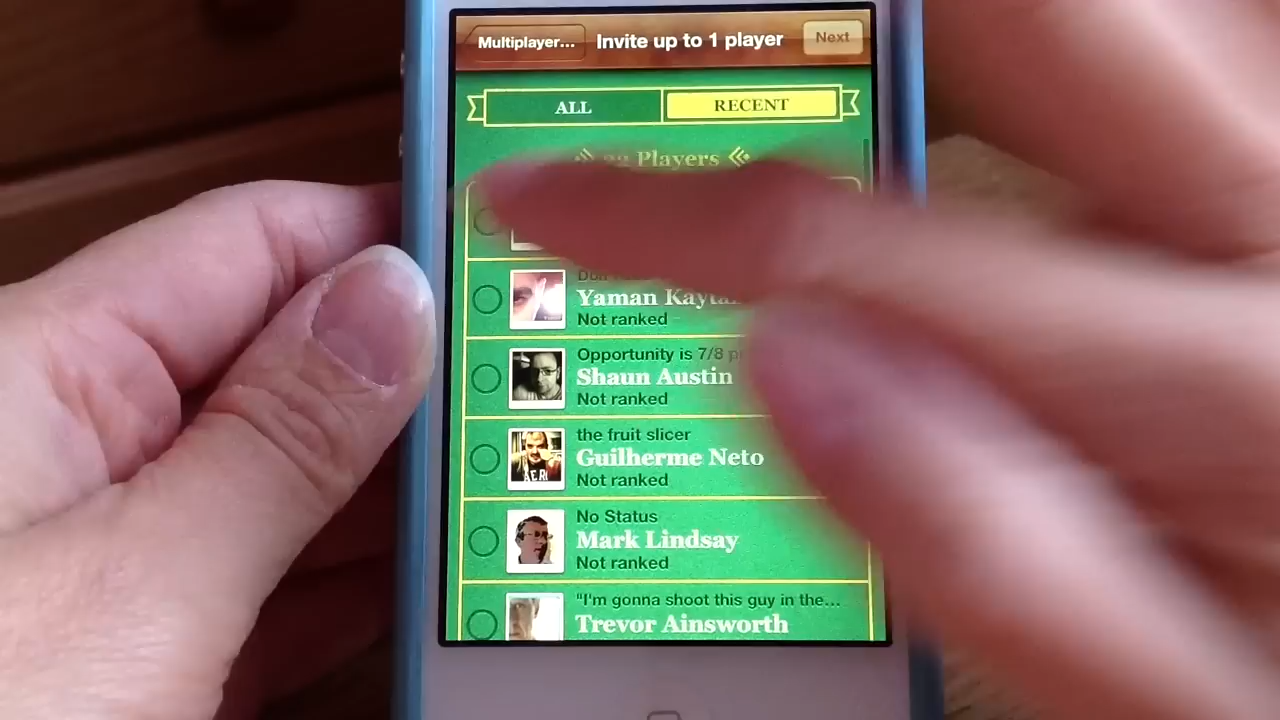 Multiplayer... Invite up to 1 player Next
ALL RECENT
Players
Yaman
Not ranked
Opportunity is 7/8
Shaun Austin
Not ranked
the fruit slicer
Guilherme Neto
Not ranked
No Status
Mark Lindsay
Not ranked
"I'm gonna shoot this guy in the...
Trevor Ainsworth